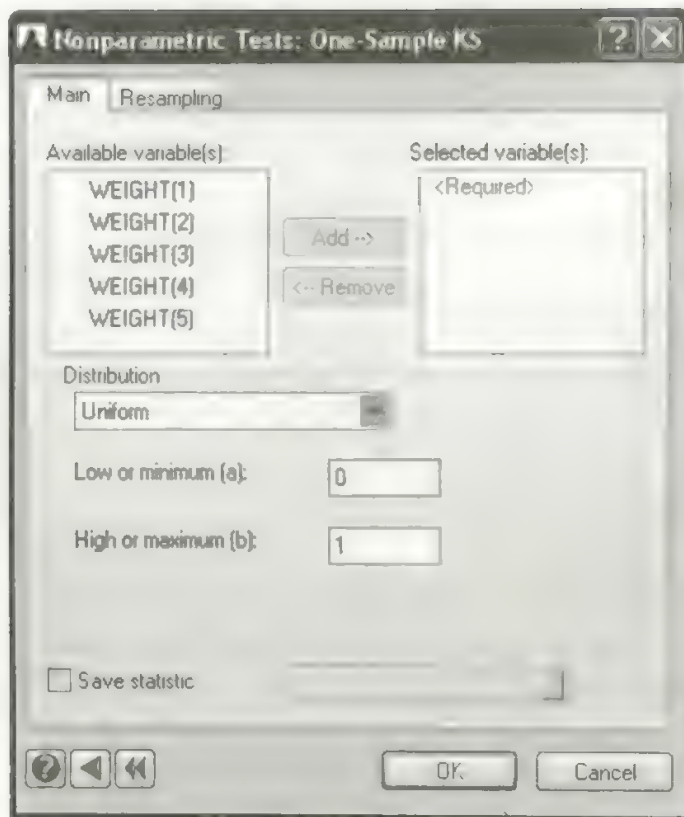 Nonparametric Tests: One-Sample KS
Main Resampling
Available variable(s): Selected variable(s):
WEIGHT(1) <Required>
WEIGHT(2)
WEIGHT(3)
WEIGHT(4)
WEIGHT(5)
Add -->
<-- Remove
Distribution
Uniform
Low or minimum (a): 0
High or maximum (b): 1
Save statistic
OK Cancel